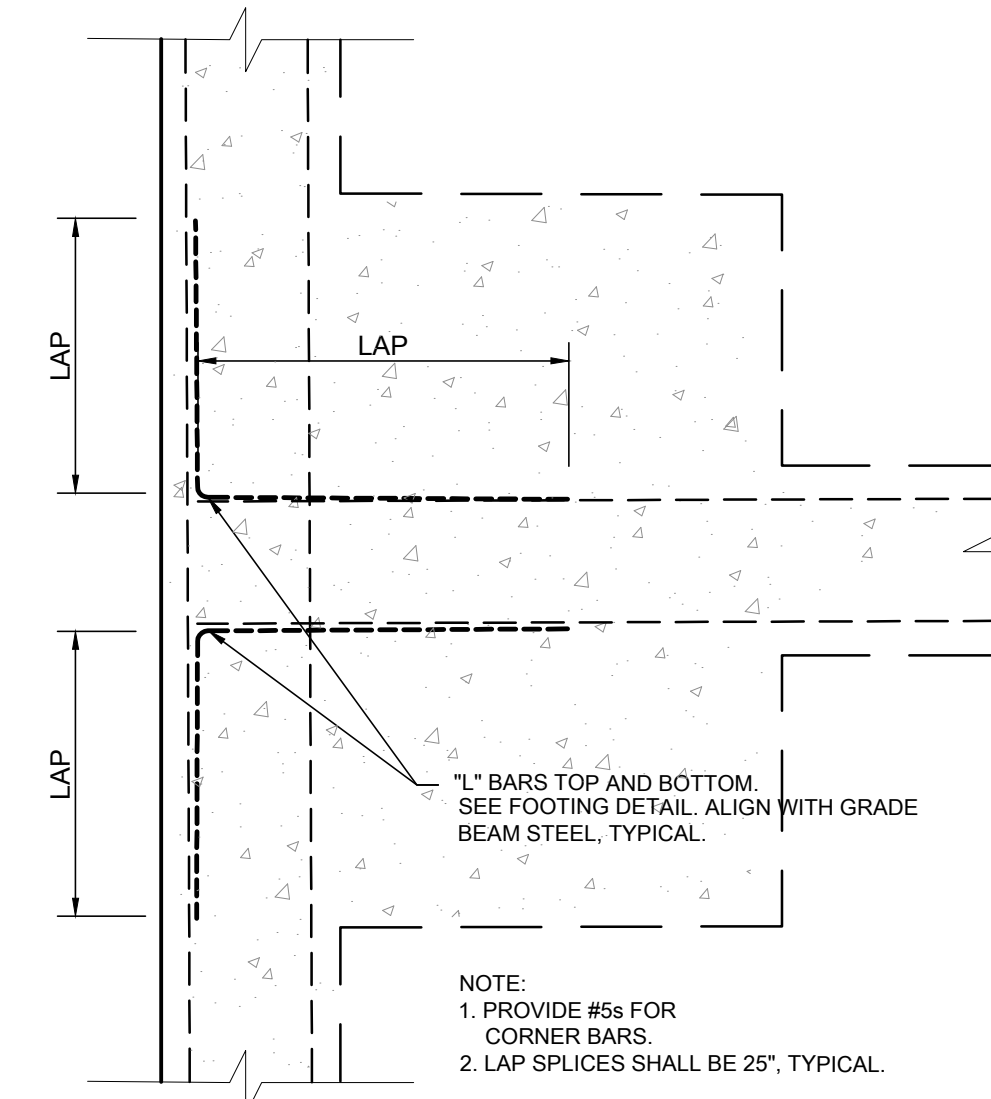 LAP
LAP
LAP
"L" BARS TOP AND BOTTOM.
SEE FOOTING DETAIL. ALIGN WITH GRADE
BEAM STEEL, TYPICAL.
NOTE:
1. PROVIDE #5s FOR
CORNER BARS.
2. LAP SPLICES SHALL BE 25", TYPICAL.